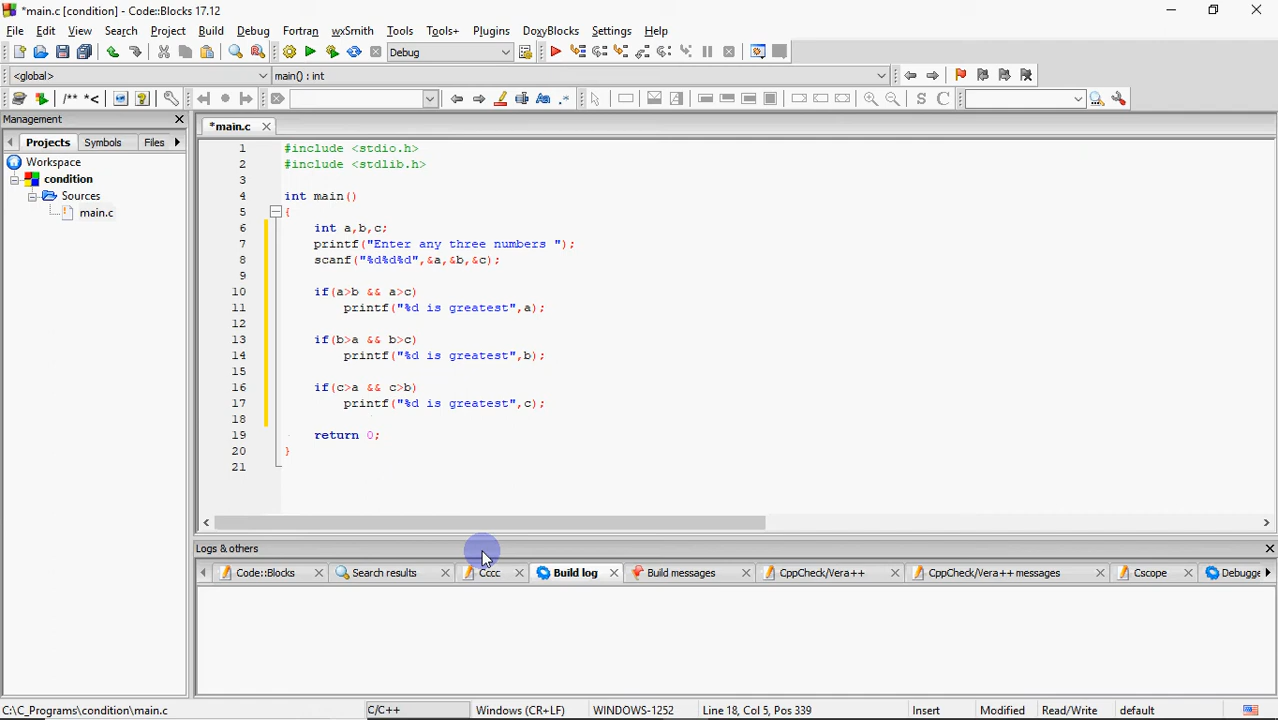 *main.c [condition] - Code::Blocks 17.12
File Edit View Search Project Build Debug Fortran wxSmith Tools Tools+ Plugins DoxyBlocks Settings Help
Debug
<global> main() : int
/** *<
S C
Management
Projects Symbols Files
*main.c
Workspace
condition
Sources
main.c
1 #include <stdio.h>
2 #include <stdlib.h>
3
4 int main()
5 {
6 int a,b,c;
7 printf("Enter any three numbers ");
8 scanf("%d%d%d",&a,&b,&c);
9
10 if(a>b && a>c)
11 printf("%d is greatest",a);
12
13 if(b>a && b>c)
14 printf("%d is greatest",b);
15
16 if(c>a && c>b)
17 printf("%d is greatest",c);
18
19 return 0;
20 }
21
Logs & others
Code::Blocks Search results Cccc Build log Build messages CppCheck/Vera++ CppCheck/Vera++ messages Cscope Debugge
C:\C_Programs\condition\main.c C/C++ Windows (CR+LF) WINDOWS-1252 Line 18, Col 5, Pos 339 Insert Modified Read/Write default